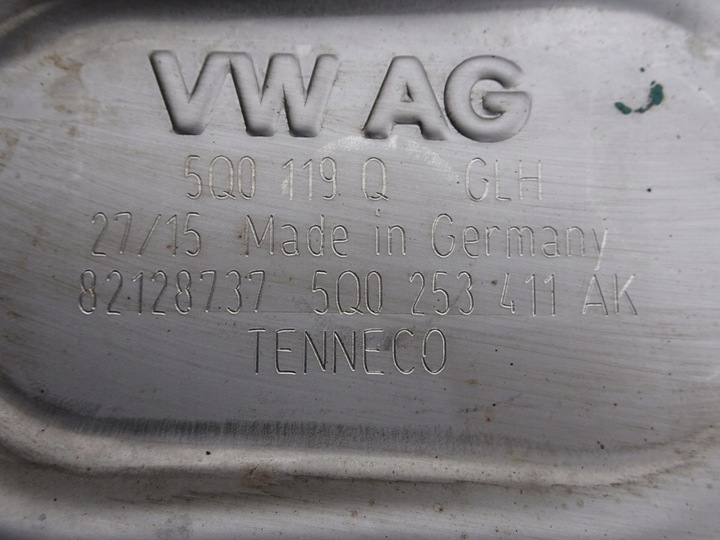 VW AG
5Q0 119 Q GLH
27/15 Made in Germany
82128737 5Q0 253 411 AK
TENNECO